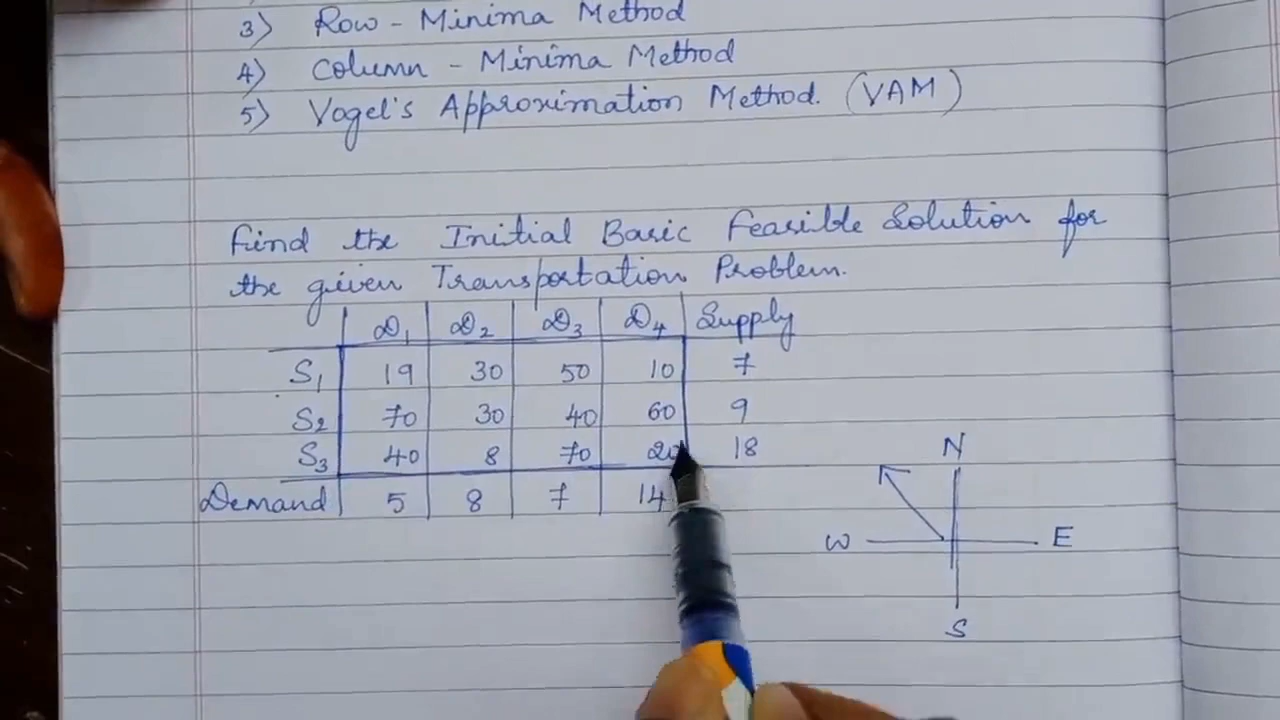 3) Row - Minima Method
4) Column - Minima Method
5) Vogel's Approximation Method. (VAM)
Find the Initial Basic Feasible Solution for
the given Transportation Problem.
D1 D2 D3 D4 Supply
S1 19 30 50 10 7
S2 70 30 40 60 9
S3 40 8 70 20 18
Demand 5 8 7 14
N
W E
S